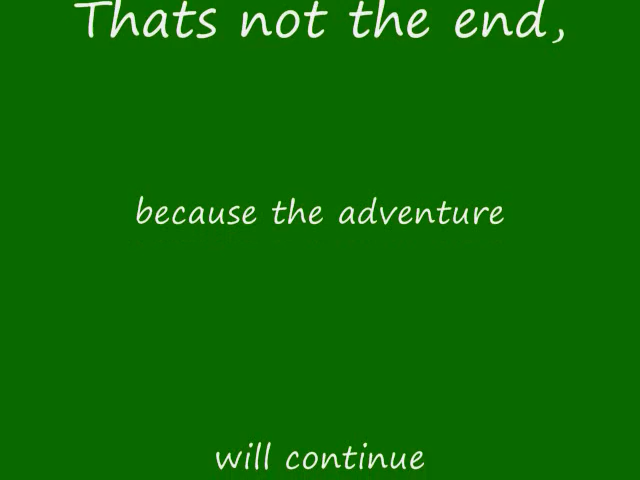 Thats not the end,
because the adventure
will continue